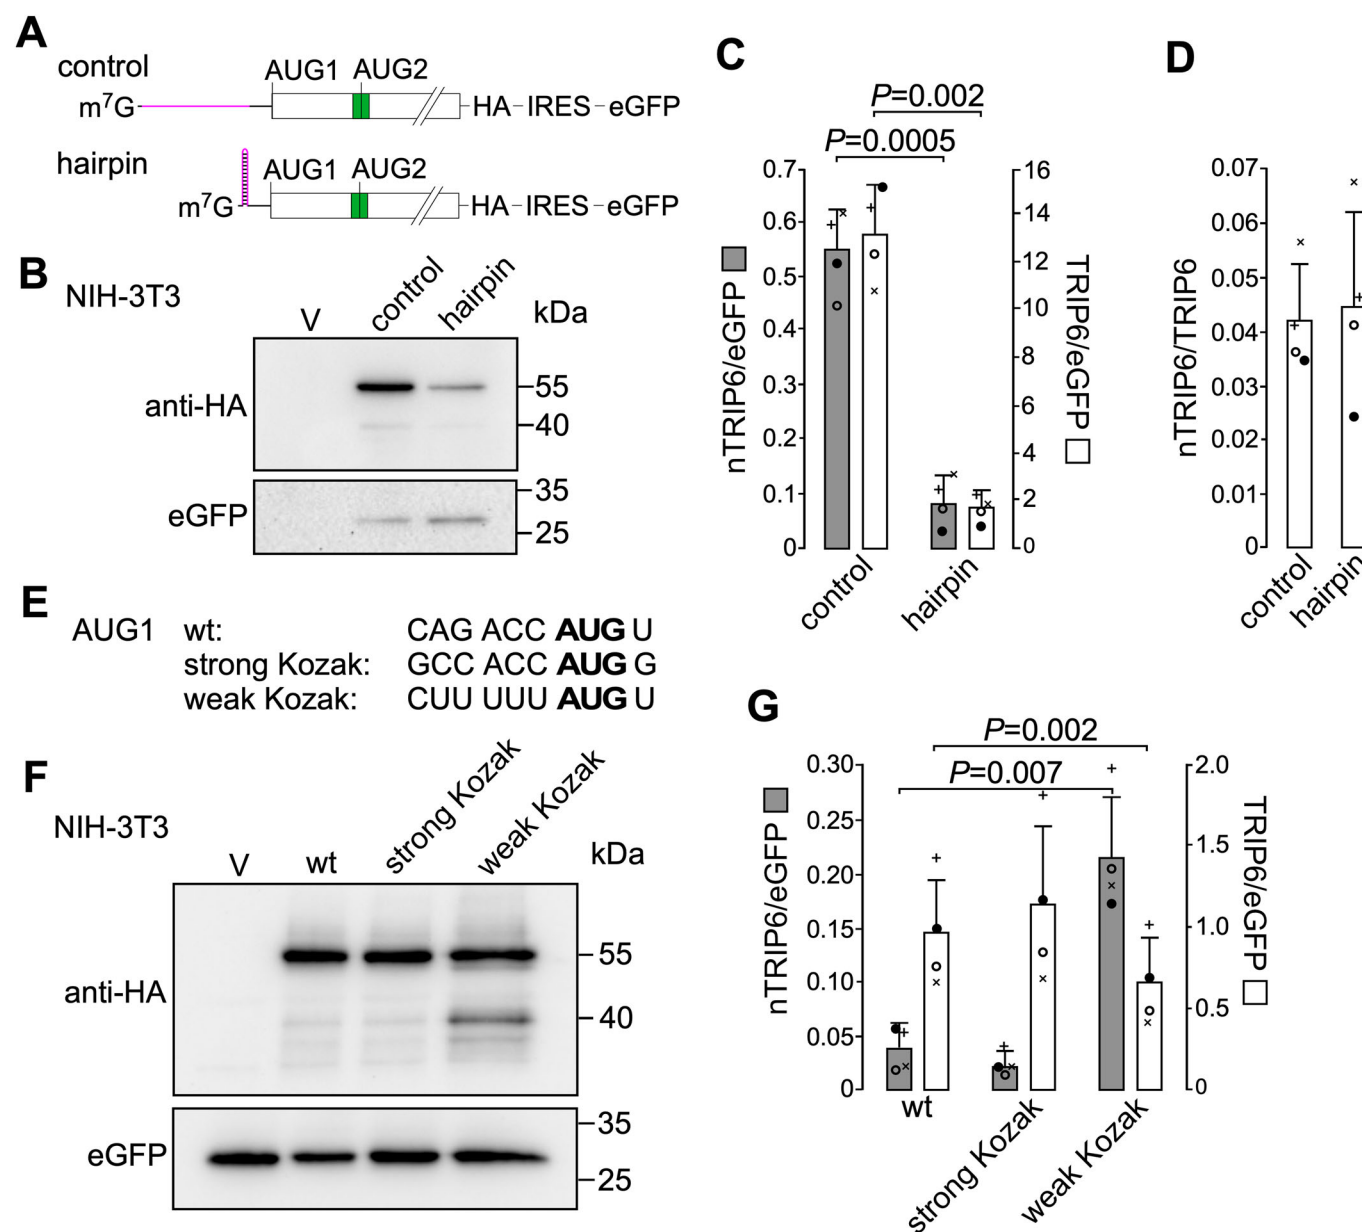 A
control
AUG1 AUG2
m⁷G HA IRES eGFP
hairpin
AUG1 AUG2
m⁷G HA IRES eGFP
B
NIH-3T3
V control hairpin kDa
anti-HA
55
40
eGFP
35
25
C
P=0.002
P=0.0005
nTRIP6/eGFP
0.7
0.6
0.5
0.4
0.3
0.2
0.1
0
16
14
12
10
8
6
4
2
0
TRIP6/eGFP
control hairpin
D
nTRIP6/TRIP6
0.07
0.06
0.05
0.04
0.03
0.02
0.01
0
control hairpin
E
AUG1 wt: CAG ACC AUG U
strong Kozak: GCC ACC AUG G
weak Kozak: CUU UUU AUG U
F
NIH-3T3
V wt strong Kozak weak Kozak kDa
anti-HA
55
40
eGFP
35
25
G
P=0.002
P=0.007
nTRIP6/eGFP
0.30
0.25
0.20
0.15
0.10
0.05
0
2.0
1.5
1.0
0.5
0
TRIP6/eGFP
wt strong Kozak weak Kozak